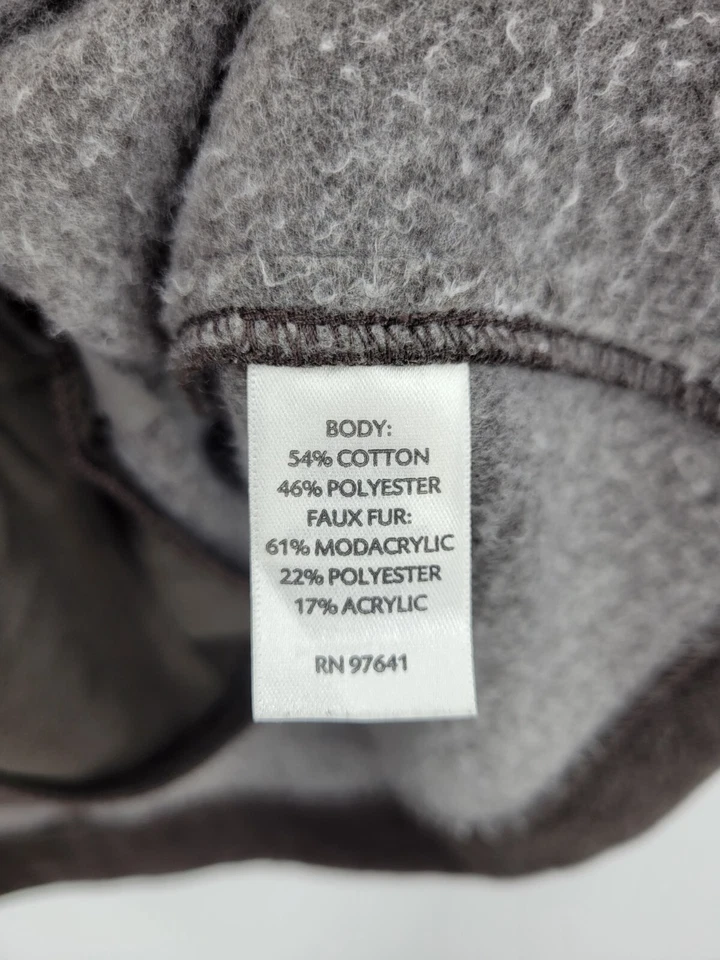 BODY:
54% COTTON
46% POLYESTER
FAUX FUR:
61% MODACRYLIC
22% POLYESTER
17% ACRYLIC
RN 97641